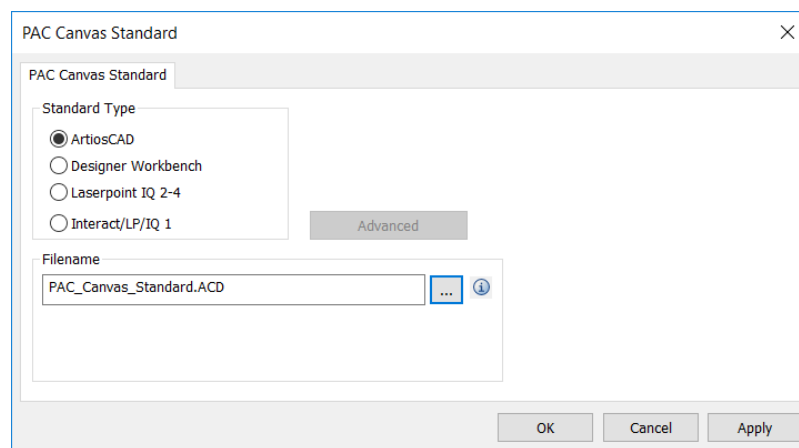 PAC Canvas Standard
PAC Canvas Standard
Standard Type
ArtiosCAD
Designer Workbench
Laserpoint IQ 2-4
Interact/LP/IQ 1
Advanced
Filename
PAC_Canvas_Standard.ACD
...
OK Cancel Apply